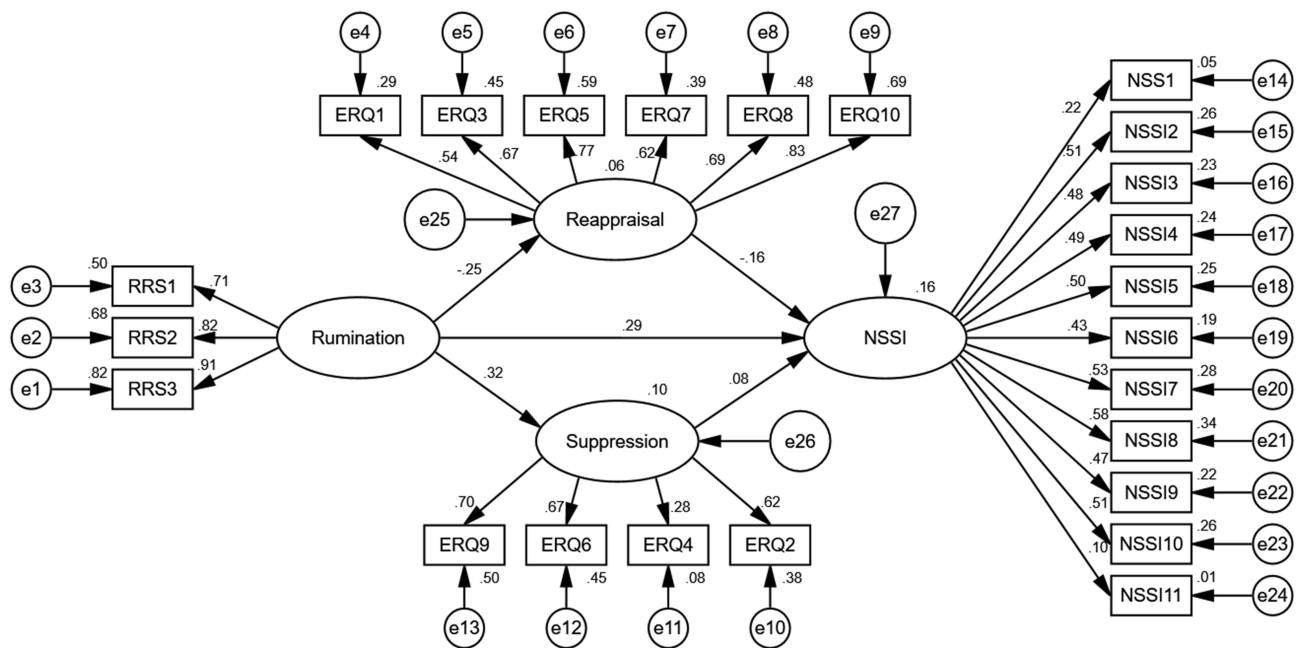 e4
e5
e6
e7
e8
e9
.29
.45
.59
.39
.48
.69
ERQ1
ERQ3
ERQ5
ERQ7
ERQ8
ERQ10
.54
.67
.77
.62
.69
.83
.06
Reappraisal
e25
e27
-.25
-.16
e3
.50
RRS1
.71
e2
.68
RRS2
.82
e1
.82
RRS3
.91
Rumination
.29
.16
NSSI
.32
.08
.10
Suppression
e26
.70
.67
.28
.62
ERQ9
ERQ6
ERQ4
ERQ2
.50
.45
.08
.38
e13
e12
e11
e10
.22
NSS1
.05
e14
.51
NSSI2
.26
e15
.48
NSSI3
.23
e16
.49
NSSI4
.24
e17
.50
NSSI5
.25
e18
.43
NSSI6
.19
e19
.53
NSSI7
.28
e20
.58
NSSI8
.34
e21
.47
NSSI9
.22
e22
.51
NSSI10
.26
e23
.10
NSSI11
.01
e24